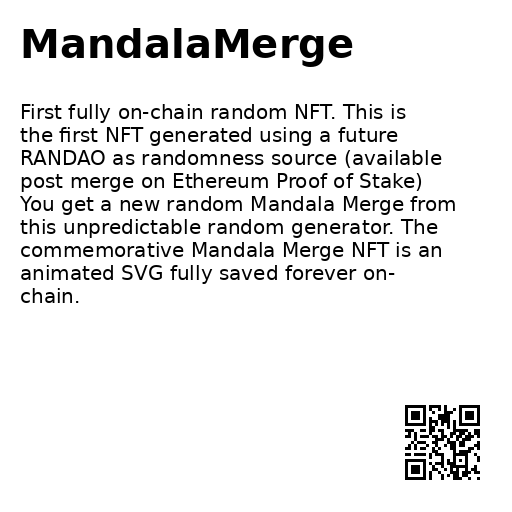 MandalaMerge
First fully on-chain random NFT. This is
the first NFT generated using a future
RANDAO as randomness source (available
post merge on Ethereum Proof of Stake)
You get a new random Mandala Merge from
this unpredictable random generator. The
commemorative Mandala Merge NFT is an
animated SVG fully saved forever on-
chain.